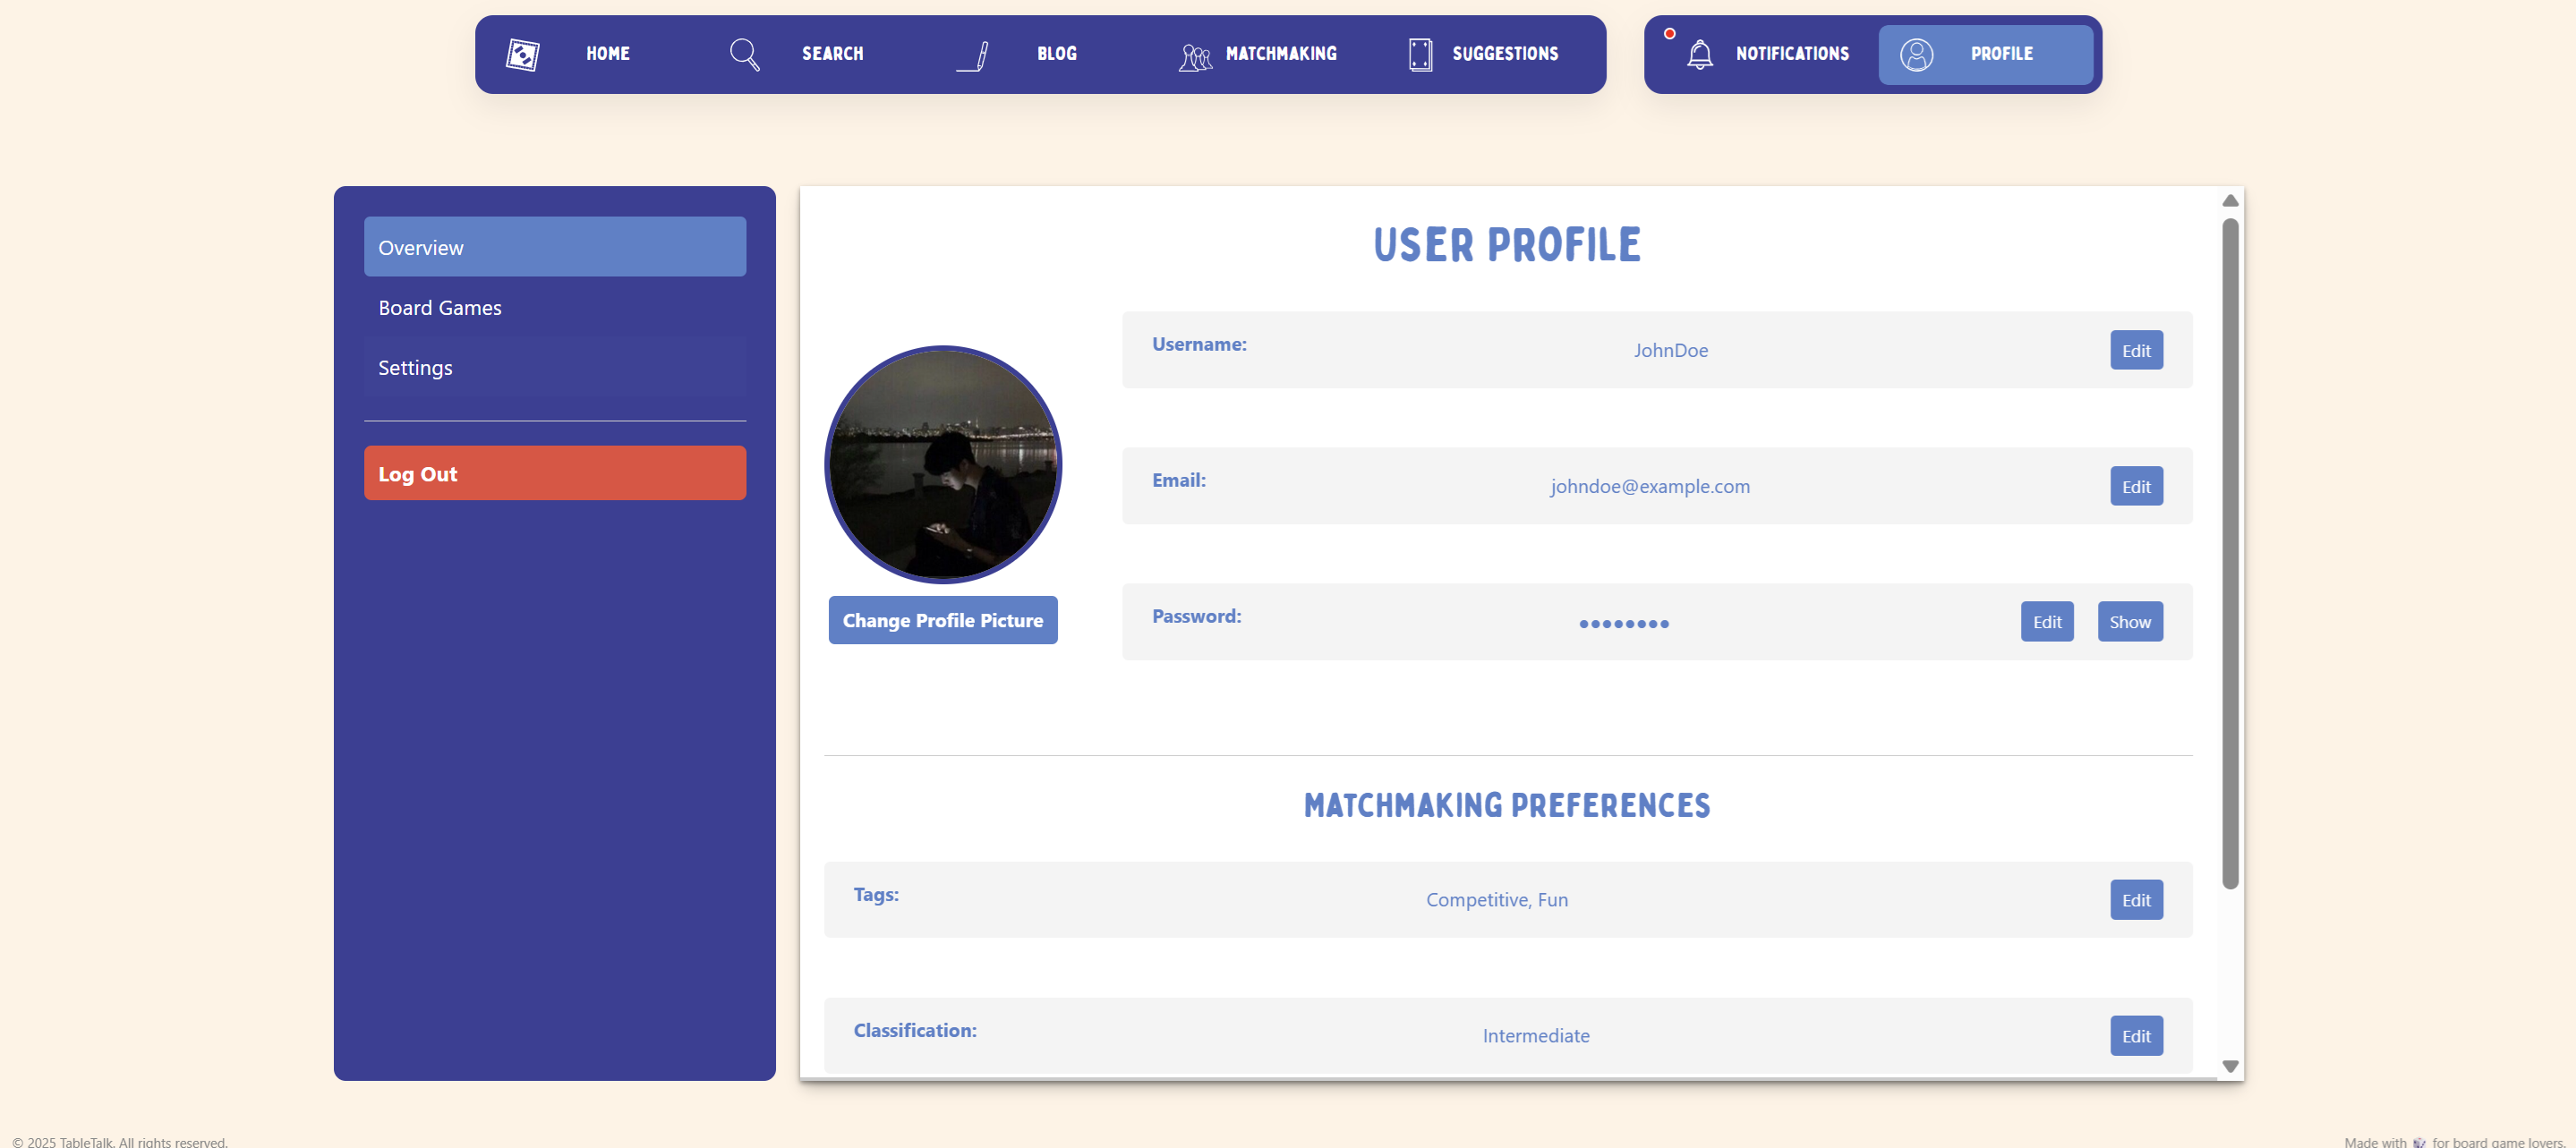 HOME
SEARCH
BLOG
MATCHMAKING
SUGGESTIONS
NOTIFICATIONS
PROFILE
Overview
Board Games
Settings
Log Out
USER PROFILE
Change Profile Picture
Username:
JohnDoe
Edit
Email:
johndoe@example.com
Edit
Password:
••••••••
Edit
Show
MATCHMAKING PREFERENCES
Tags:
Competitive, Fun
Edit
Classification:
Intermediate
Edit
© 2025 TableTalk. All rights reserved.
Made with 🎲 for board game lovers.